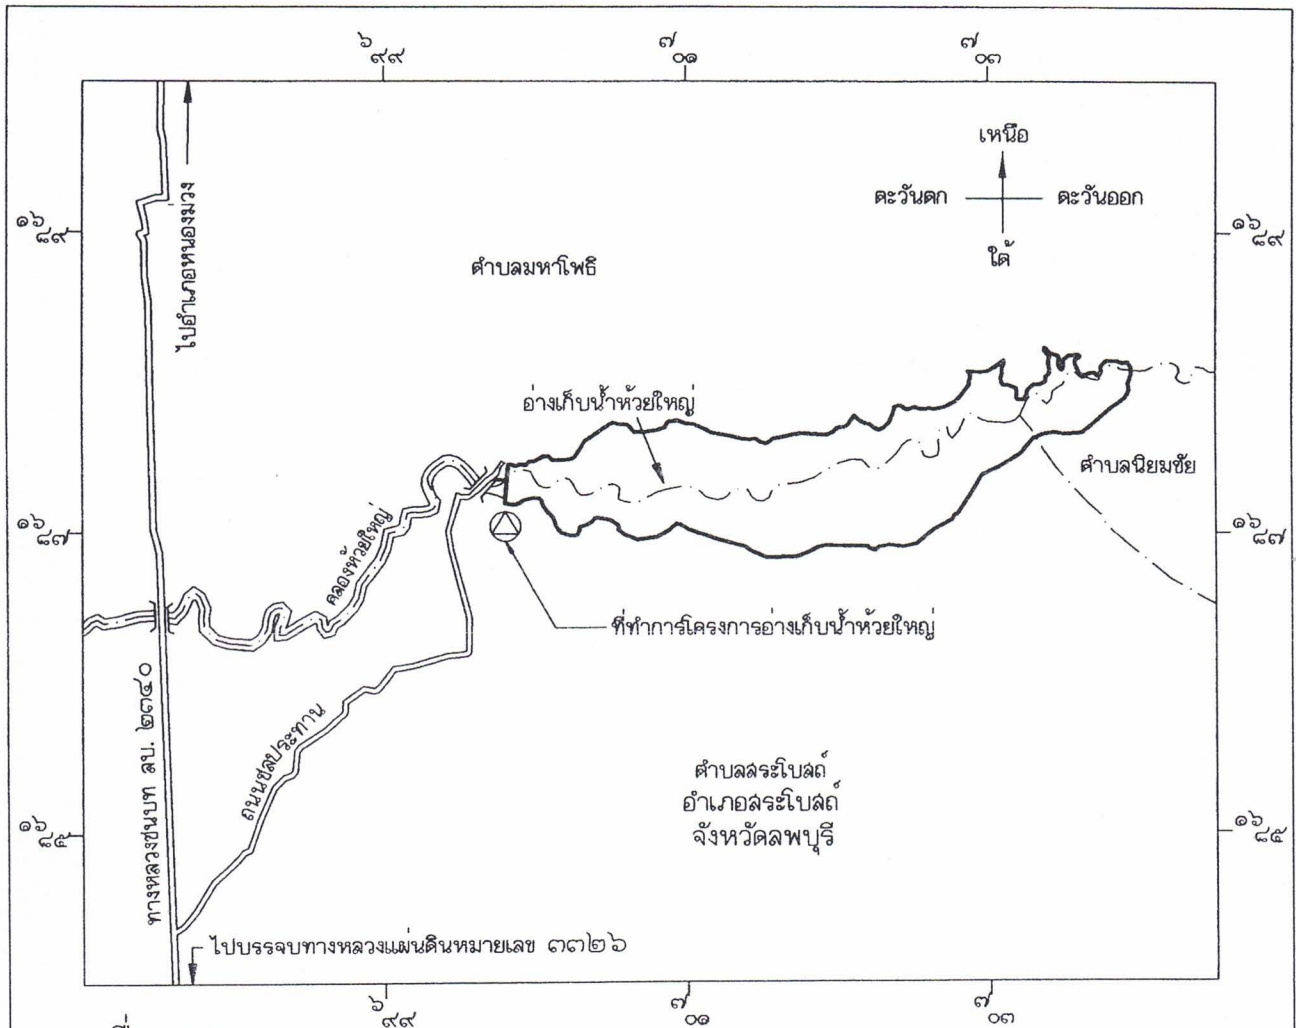 ๖๙๙
๗๐๑
๗๐๓
เหนือ
ตะวันตก
ตะวันออก
ใต้
๑๖๘๙
๑๖๘๙
ไปอำเภอหนองม่วง
ตำบลมหาโพธิ
อ่างเก็บน้ำห้วยใหญ่
ตำบลนิยมชัย
๑๖๘๗
๑๖๘๗
คลองห้วยใหญ่
ที่ทำการโครงการอ่างเก็บน้ำห้วยใหญ่
ทางหลวงชนบท ลบ. ๒๓๔๐
ถนนชลประทาน
ตำบลสระโบสถ์
อำเภอสระโบสถ์
จังหวัดลพบุรี
๑๖๘๕
๑๖๘๕
ไปบรรจบทางหลวงแผ่นดินหมายเลข ๓๓๒๖
๖๙๙
๗๐๑
๗๐๓